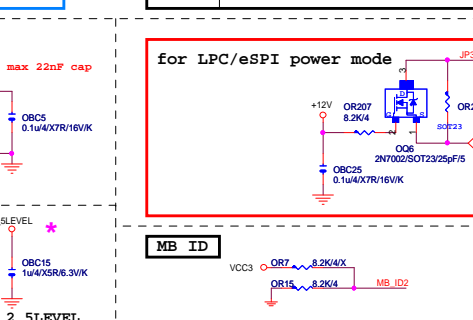 max 22nF cap
OBC5
0.1u/4/X7R/16V/K
for LPC/eSPI power mode
JP3
+12V
OR207
8.2K/4
3
D
G
S
2
1
SOT23
OQ6
2N7002/SOT23/25pF/5
OBC25
0.1u/4/X7R/16V/K
5LEVEL
*
OBC15
1u/4/X5R/6.3V/K
2 5LEVEL
MB ID
VCC3
OR7
8.2K/4/X
OR15
8.2K/4
MB_ID2